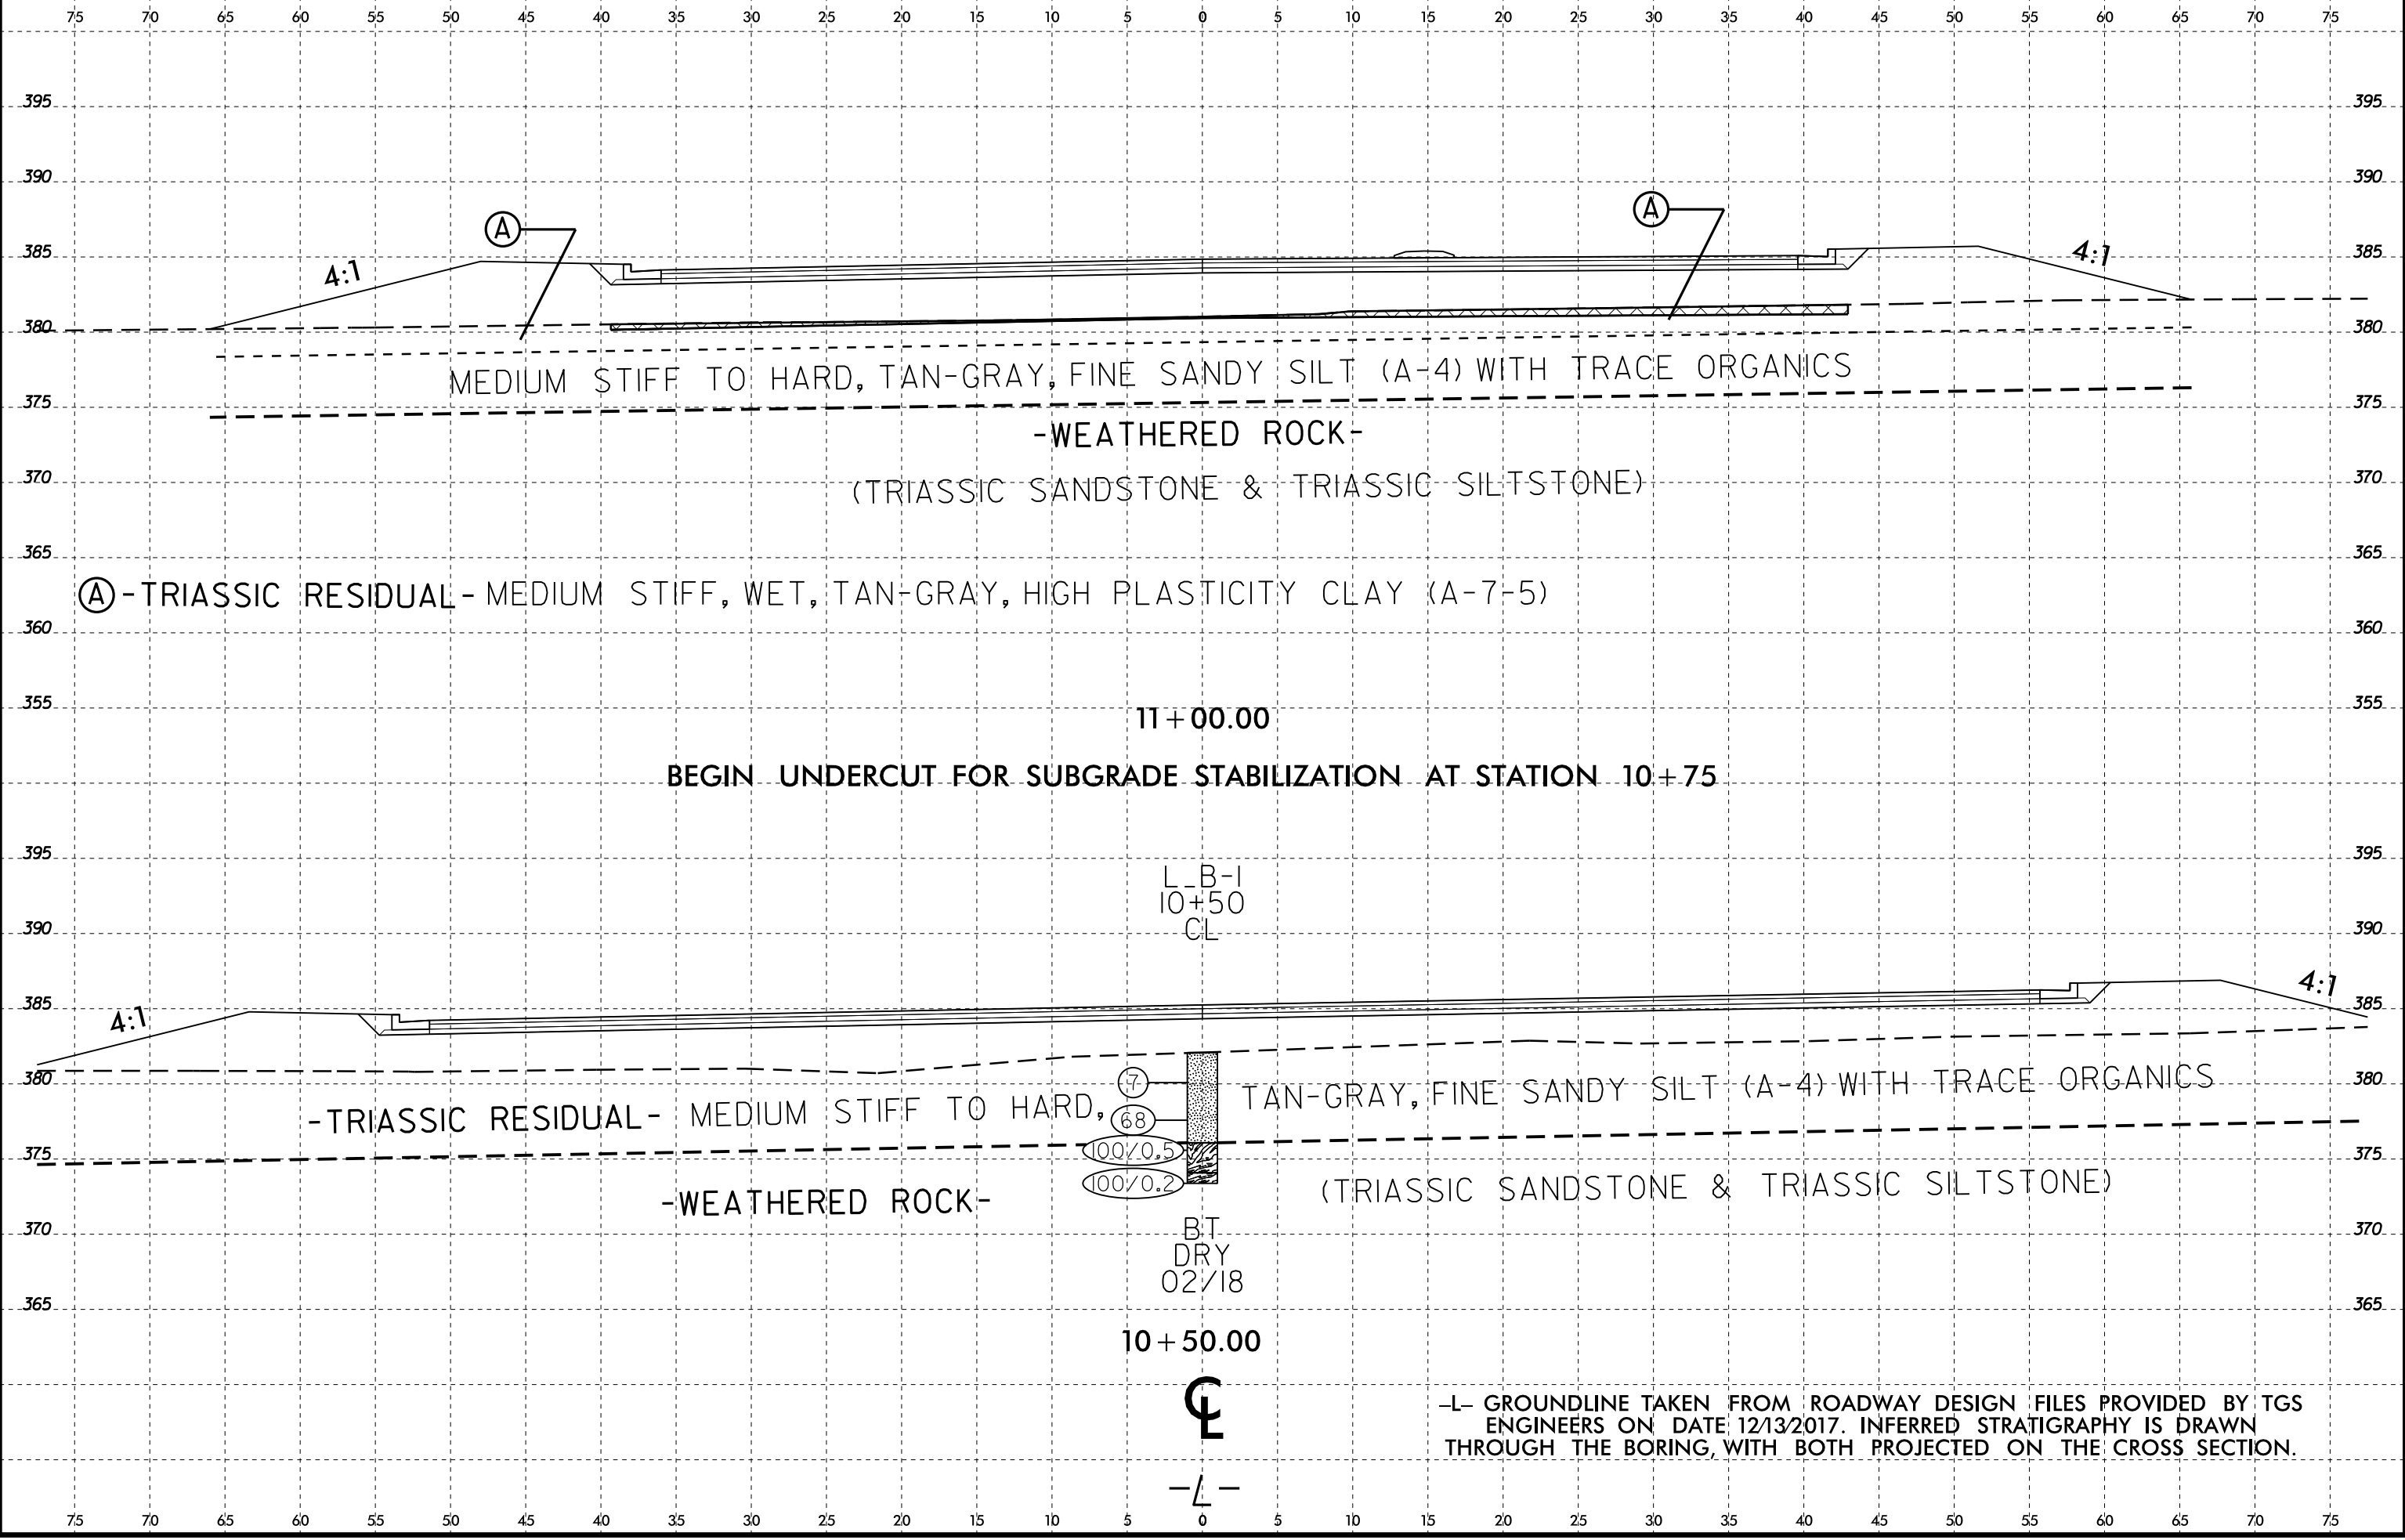 75 70 65 60 55 50 45 40 35 30 25 20 15 10 5 0 5 10 15 20 25 30 35 40 45 50 55 60 65 70 75
395 395
390 390
A A
385 4:1 4:1 385
380 380
MEDIUM STIFF TO HARD, TAN-GRAY, FINE SANDY SILT (A-4) WITH TRACE ORGANICS
375 375
-WEATHERED ROCK-
370 (TRIASSIC SANDSTONE & TRIASSIC SILTSTONE) 370
365 365
A -TRIASSIC RESIDUAL- MEDIUM STIFF, WET, TAN-GRAY, HIGH PLASTICITY CLAY (A-7-5)
360 360
355 355
11+00.00
BEGIN UNDERCUT FOR SUBGRADE STABILIZATION AT STATION 10+75
395 395
L_B-1
10+50
CL
390 390
385 385
4:1 4:1
380 7 380
-TRIASSIC RESIDUAL- MEDIUM STIFF TO HARD, TAN-GRAY, FINE SANDY SILT (A-4) WITH TRACE ORGANICS
68
375 100/0.5 375
100/0.2
-WEATHERED ROCK- (TRIASSIC SANDSTONE & TRIASSIC SILTSTONE)
370 370
BT
DRY
02/18
365 365
10+50.00
CL
-L- GROUNDLINE TAKEN FROM ROADWAY DESIGN FILES PROVIDED BY TGS
ENGINEERS ON DATE 12/13/2017. INFERRED STRATIGRAPHY IS DRAWN
THROUGH THE BORING, WITH BOTH PROJECTED ON THE CROSS SECTION.
-L-
75 70 65 60 55 50 45 40 35 30 25 20 15 10 5 0 5 10 15 20 25 30 35 40 45 50 55 60 65 70 75